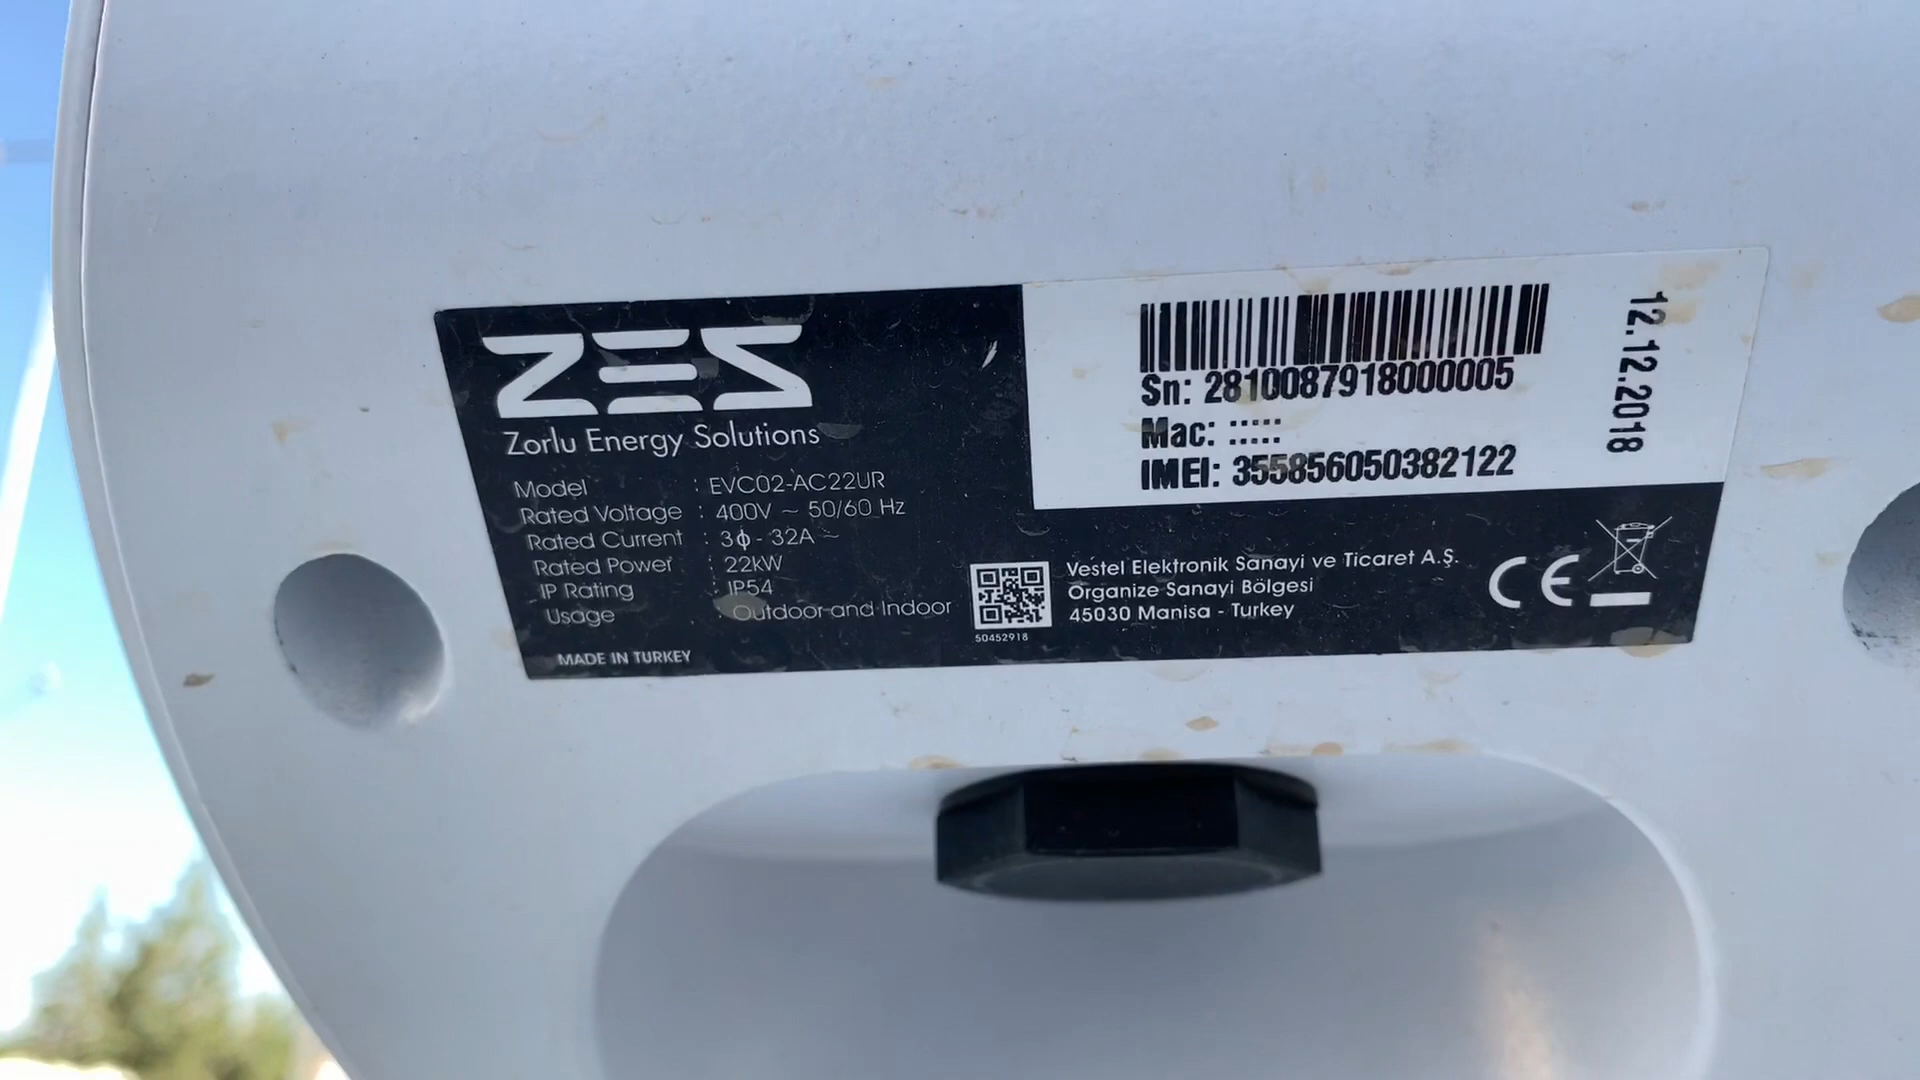 ZES
Zorlu Energy Solutions
Model : EVC02-AC22UR
Rated Voltage : 400V ~ 50/60 Hz
Rated Current : 3ϕ - 32A ~
Rated Power : 22kW
IP Rating : IP54
Usage : Outdoor and Indoor
MADE IN TURKEY
Sn: 2810087918000005
Mac: :::::
IMEI: 355856050382122
12.12.2018
50452918
Vestel Elektronik Sanayi ve Ticaret A.Ş.
Organize Sanayi Bölgesi
45030 Manisa - Turkey
CE